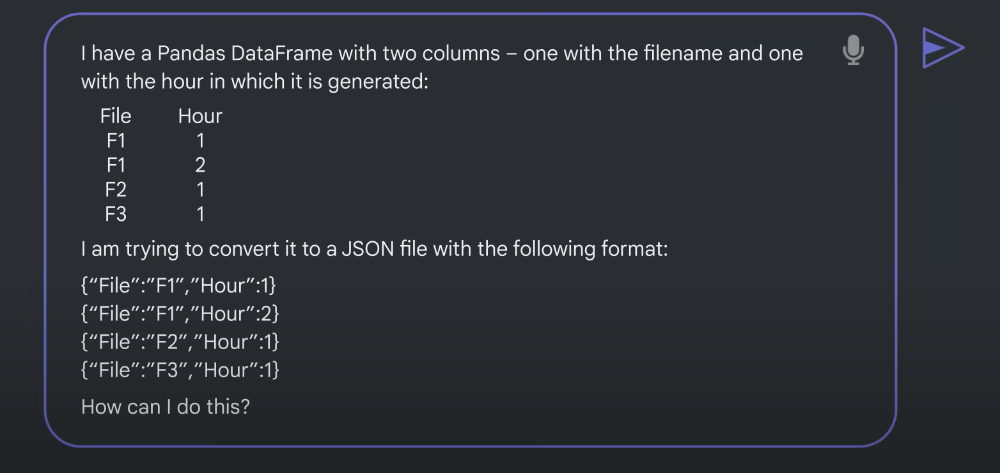 I have a Pandas DataFrame with two columns – one with the filename and one
with the hour in which it is generated:
File Hour
F1 1
F1 2
F2 1
F3 1
I am trying to convert it to a JSON file with the following format:
{“File”:”F1”,”Hour”:1}
{“File”:”F1”,”Hour”:2}
{“File”:”F2”,”Hour”:1}
{“File”:”F3”,”Hour”:1}
How can I do this?